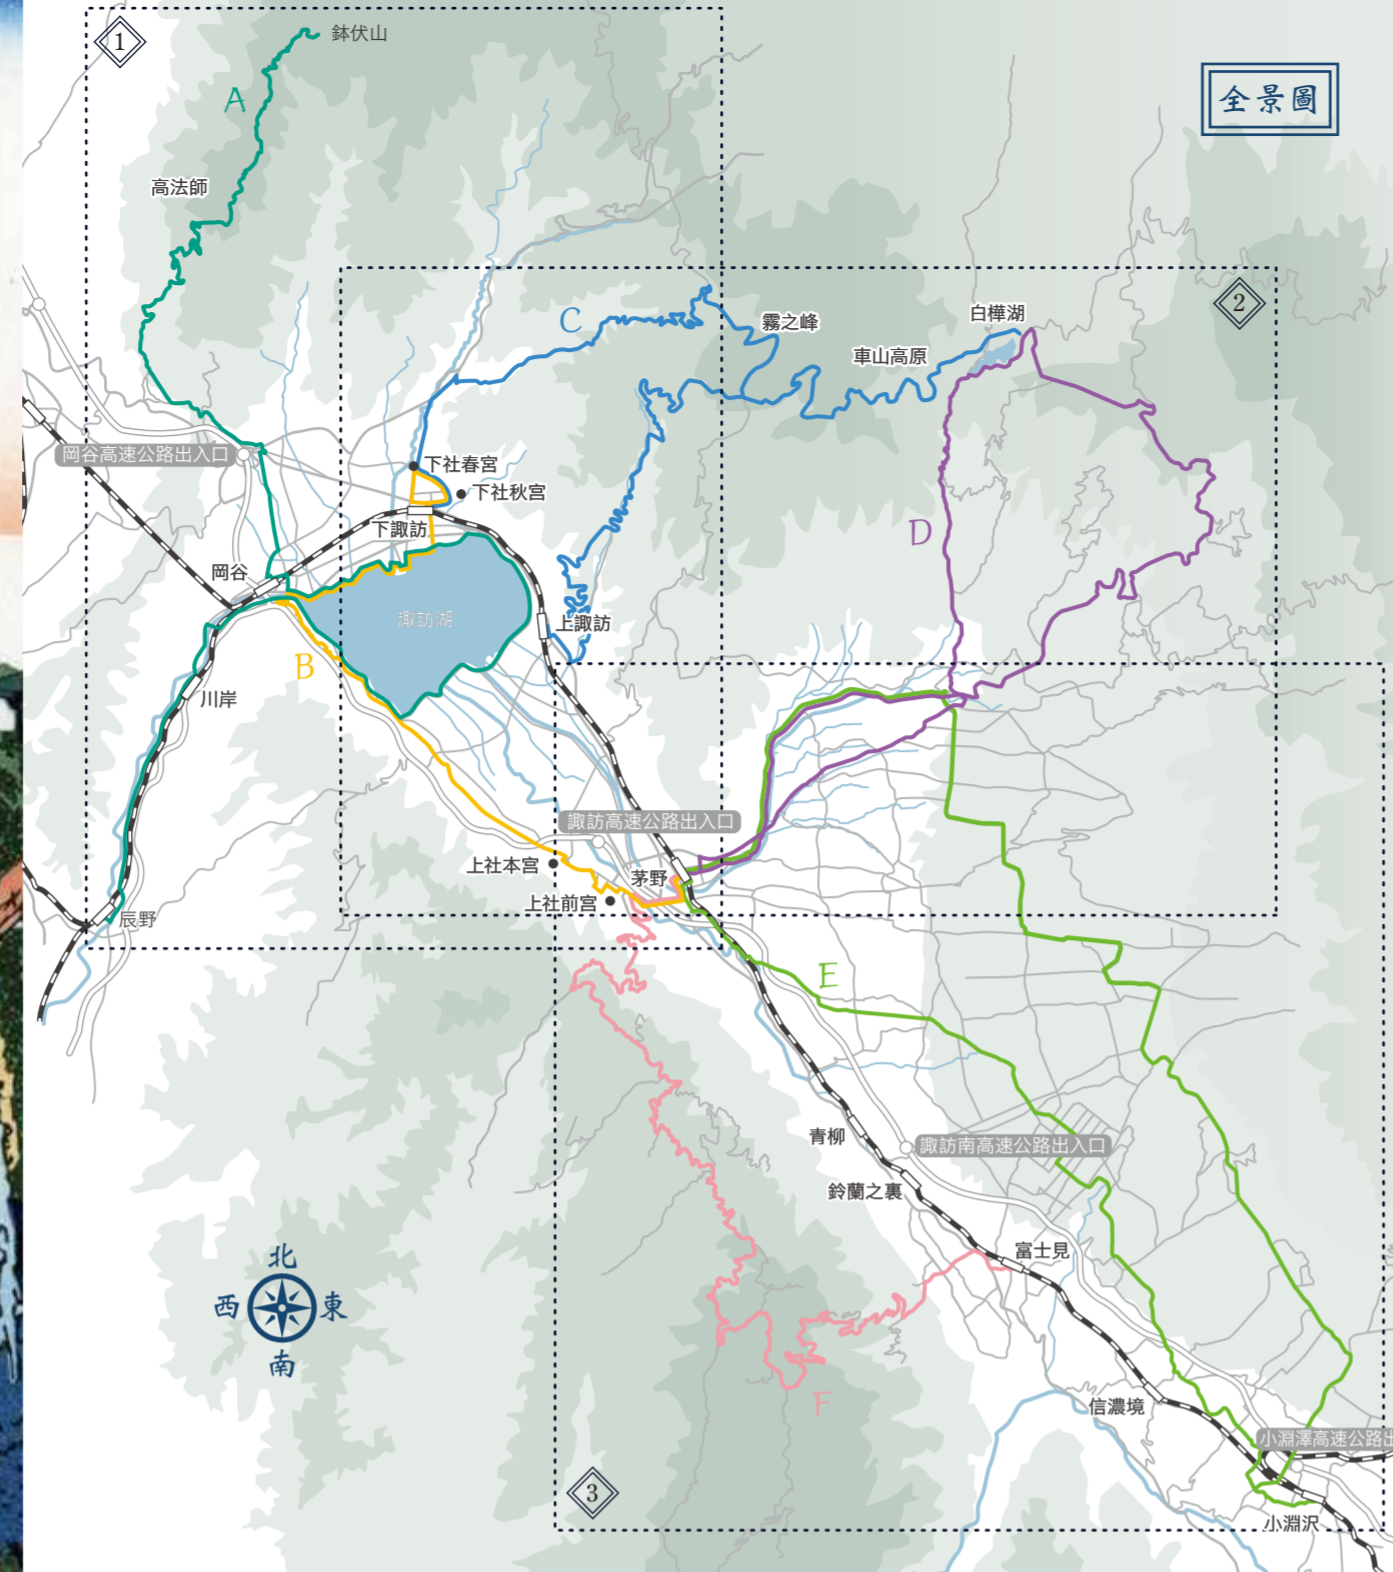 鉢伏山
1
全景圖
A
高法師
2
白樺湖
C
霧之峰
車山高原
岡谷高速公路出入口
下社春宮
下社秋宮
下諏訪
D
岡谷
諏訪湖
上諏訪
B
川岸
諏訪高速公路出入口
上社本宮
茅野
上社前宮
辰野
E
青柳
諏訪南高速公路出入口
鈴蘭之裏
富士見
北
西
東
南
F
信濃境
小淵澤高速公路出
3
小淵沢